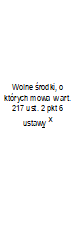 Wolne środki, o
których mowa w art.
217 ust. 2 pkt 6
ustawy x